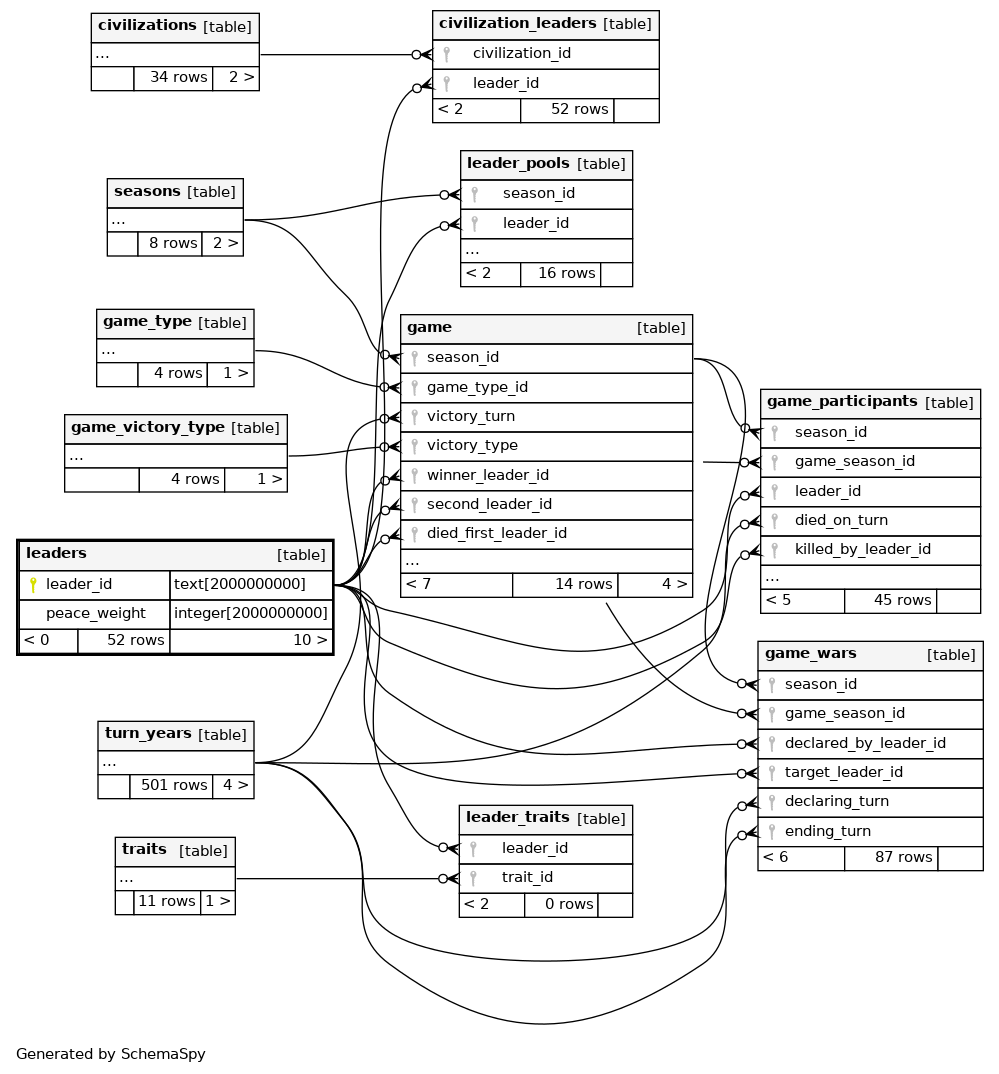 civilizations [table]
...
34 rows 2 >
civilization_leaders [table]
civilization_id
leader_id
< 2 52 rows
leader_pools [table]
season_id
leader_id
...
< 2 16 rows
seasons [table]
...
8 rows 2 >
game_type [table]
...
4 rows 1 >
game [table]
season_id
game_type_id
victory_turn
victory_type
winner_leader_id
second_leader_id
died_first_leader_id
...
< 7 14 rows 4 >
game_victory_type [table]
...
4 rows 1 >
game_participants [table]
season_id
game_season_id
leader_id
died_on_turn
killed_by_leader_id
...
< 5 45 rows
leaders [table]
leader_id text[2000000000]
peace_weight integer[2000000000]
< 0 52 rows 10 >
game_wars [table]
season_id
game_season_id
declared_by_leader_id
target_leader_id
declaring_turn
ending_turn
< 6 87 rows
turn_years [table]
...
501 rows 4 >
leader_traits [table]
leader_id
trait_id
< 2 0 rows
traits [table]
...
11 rows 1 >
Generated by SchemaSpy